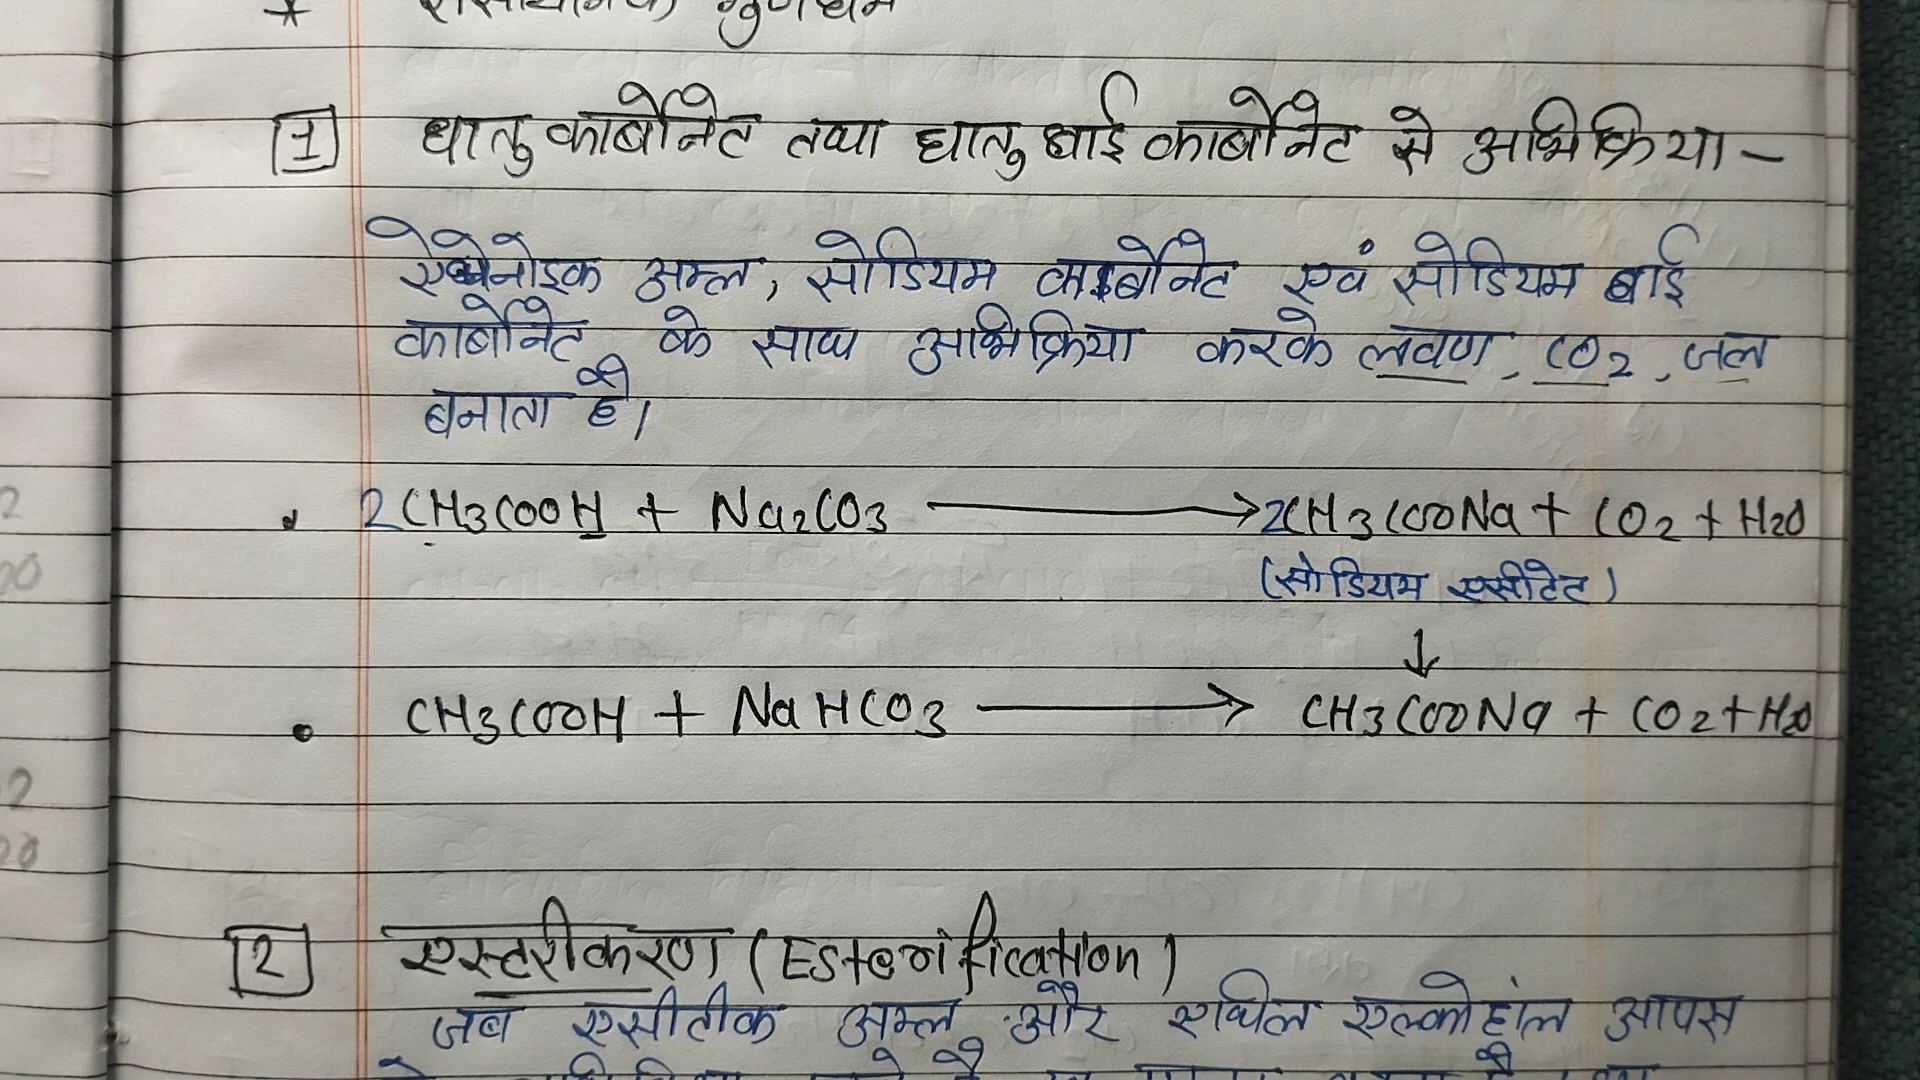 * रासायनिक गुणधर्म
1 धातु कार्बोनेट तथा धातु बाई कार्बोनेट से अभिक्रिया -
एथेनोइक अम्ल, सोडियम कार्बोनेट एवं सोडियम बाई
कार्बोनेट के साथ अभिक्रिया करके लवण, CO2, जल
बनाता है।
2CH3COOH + Na2CO3 → 2CH3COONa + CO2 + H2O
(सोडियम एसीटेट)
↓
CH3COOH + NaHCO3 → CH3COONa + CO2 + H2O
2 एस्टरीकरण (Esterification)
जब एसीटीक अम्ल और एथिल एल्कोहॉल आपस